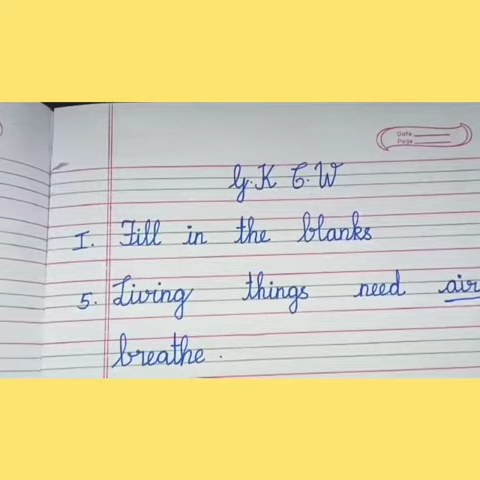 Date
Page
G.K C.W
I. Fill in the blanks
5. Living things need air
breathe.